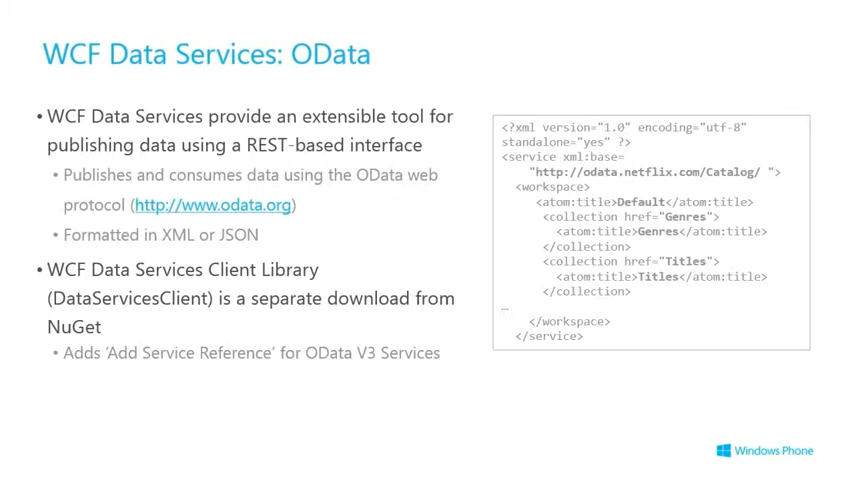 WCF Data Services: OData
• WCF Data Services provide an extensible tool for
publishing data using a REST-based interface
• Publishes and consumes data using the OData web
protocol (http://www.odata.org)
• Formatted in XML or JSON
• WCF Data Services Client Library
(DataServicesClient) is a separate download from
NuGet
• Adds ‘Add Service Reference’ for OData V3 Services
<?xml version="1.0" encoding="utf-8"
standalone="yes" ?>
<service xml:base=
"http://odata.netflix.com/Catalog/ ">
<workspace>
<atom:title>Default</atom:title>
<collection href="Genres">
<atom:title>Genres</atom:title>
</collection>
<collection href="Titles">
<atom:title>Titles</atom:title>
</collection>
…
</workspace>
</service>
Windows Phone